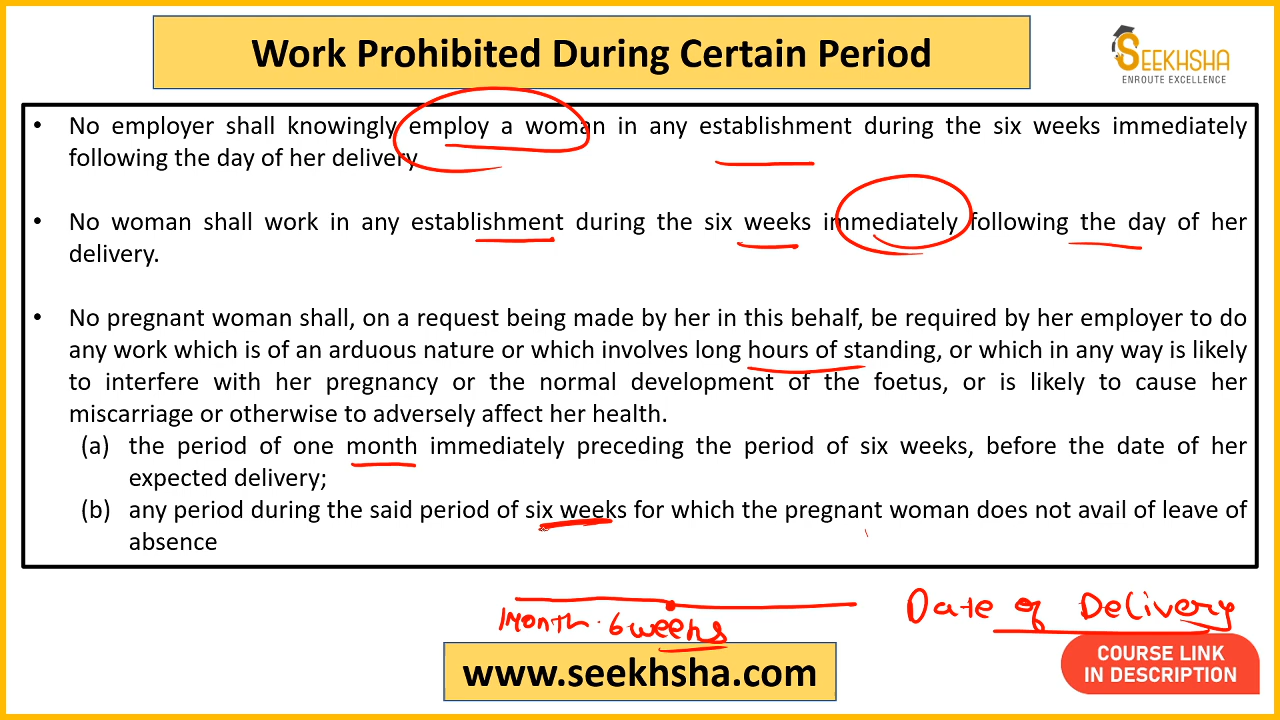 Work Prohibited During Certain Period
SEEKHSHA
ENROUTE EXCELLENCE
• No employer shall knowingly employ a woman in any establishment during the six weeks immediately
following the day of her delivery
• No woman shall work in any establishment during the six weeks immediately following the day of her
delivery.
• No pregnant woman shall, on a request being made by her in this behalf, be required by her employer to do
any work which is of an arduous nature or which involves long hours of standing, or which in any way is likely
to interfere with her pregnancy or the normal development of the foetus, or is likely to cause her
miscarriage or otherwise to adversely affect her health.
(a) the period of one month immediately preceding the period of six weeks, before the date of her
expected delivery;
(b) any period during the said period of six weeks for which the pregnant woman does not avail of leave of
absence
1 Month . 6 weeks
Date of Delivery
www.seekhsha.com
COURSE LINK
IN DESCRIPTION